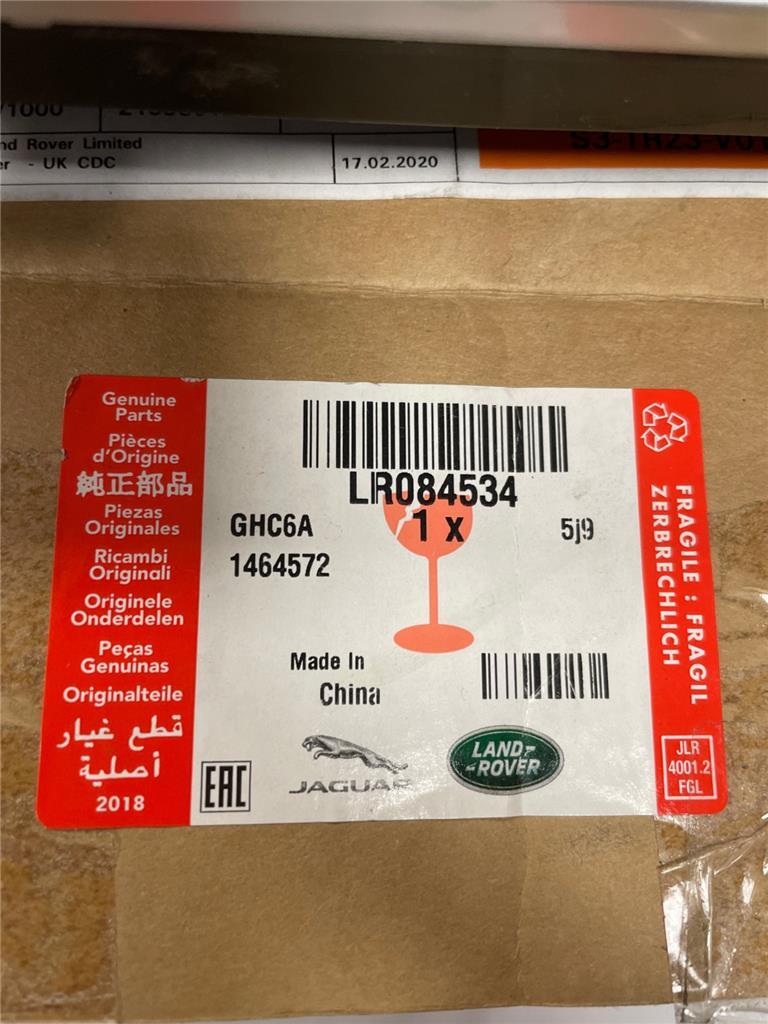 /1000
nd Rover Limited
er - UK CDC
17.02.2020
Genuine
Parts
Pièces
d'Origine
純正部品
Piezas
Originales
Ricambi
Originali
Originele
Onderdelen
Peças
Genuinas
Originalteile
قطع غيار
أصلية
2018
LR084534
GHC6A
1 x
5j9
1464572
Made In
China
EAC
JAGUAR
LAND-
-ROVER
FRAGILE : FRAGIL
ZERBRECHLICH
JLR
4001.2
FGL